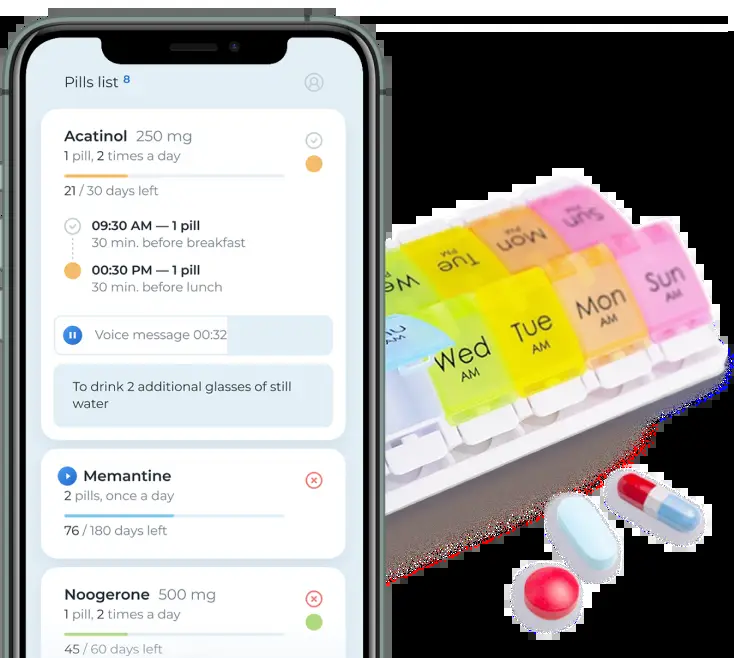 Pills list 8
Acatinol 250 mg
1 pill, 2 times a day
21 / 30 days left
09:30 AM — 1 pill
30 min. before breakfast
00:30 PM — 1 pill
30 min. before lunch
Voice message 00:32
To drink 2 additional glasses of still
water
Memantine
2 pills, once a day
76 / 180 days left
Noogerone 500 mg
1 pill, 2 times a day
45 / 60 days left
Sun
PM
Mon
PM
Tue
PM
We
Sun
AM
Mon
AM
Tue
AM
Wed
AM